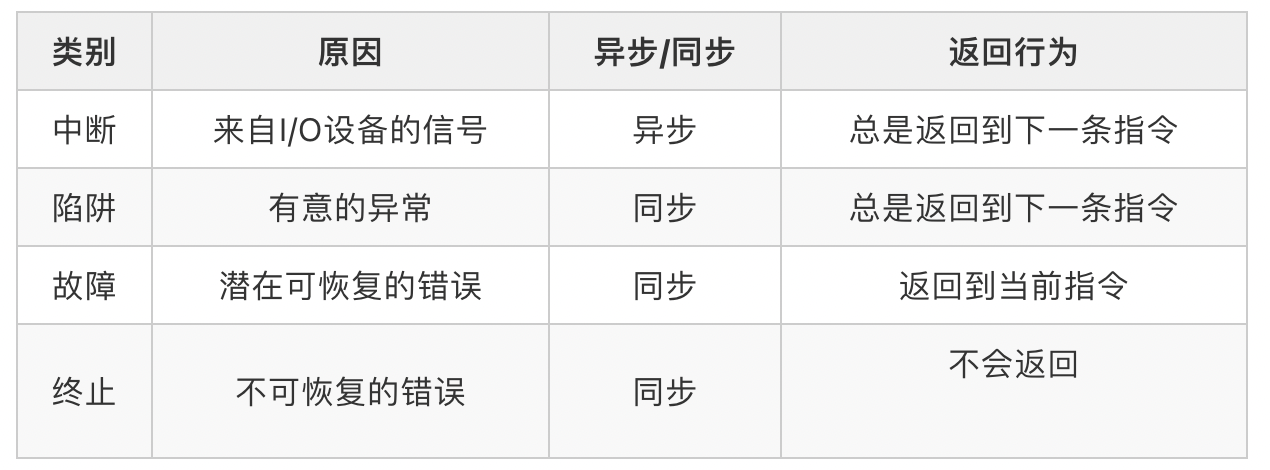 类别 原因 异步/同步 返回行为
中断 来自I/O设备的信号 异步 总是返回到下一条指令
陷阱 有意的异常 同步 总是返回到下一条指令
故障 潜在可恢复的错误 同步 返回到当前指令
终止 不可恢复的错误 同步 不会返回